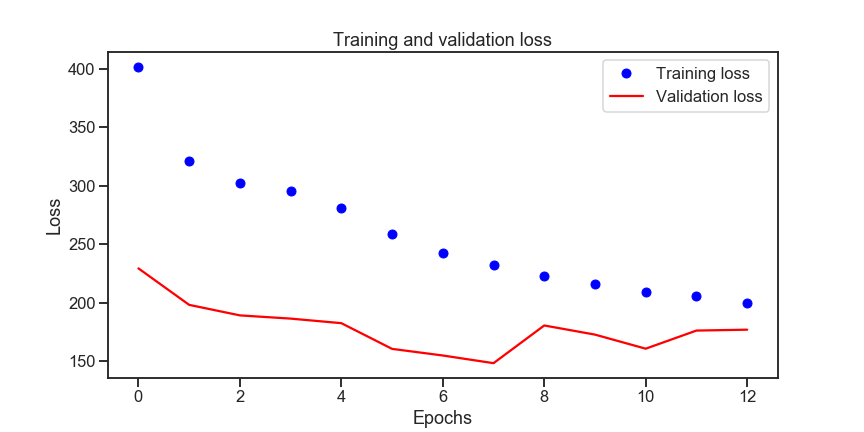 Training and validation loss
Training loss
Validation loss
400
350
300
250
200
150
Loss
0 2 4 6 8 10 12
Epochs